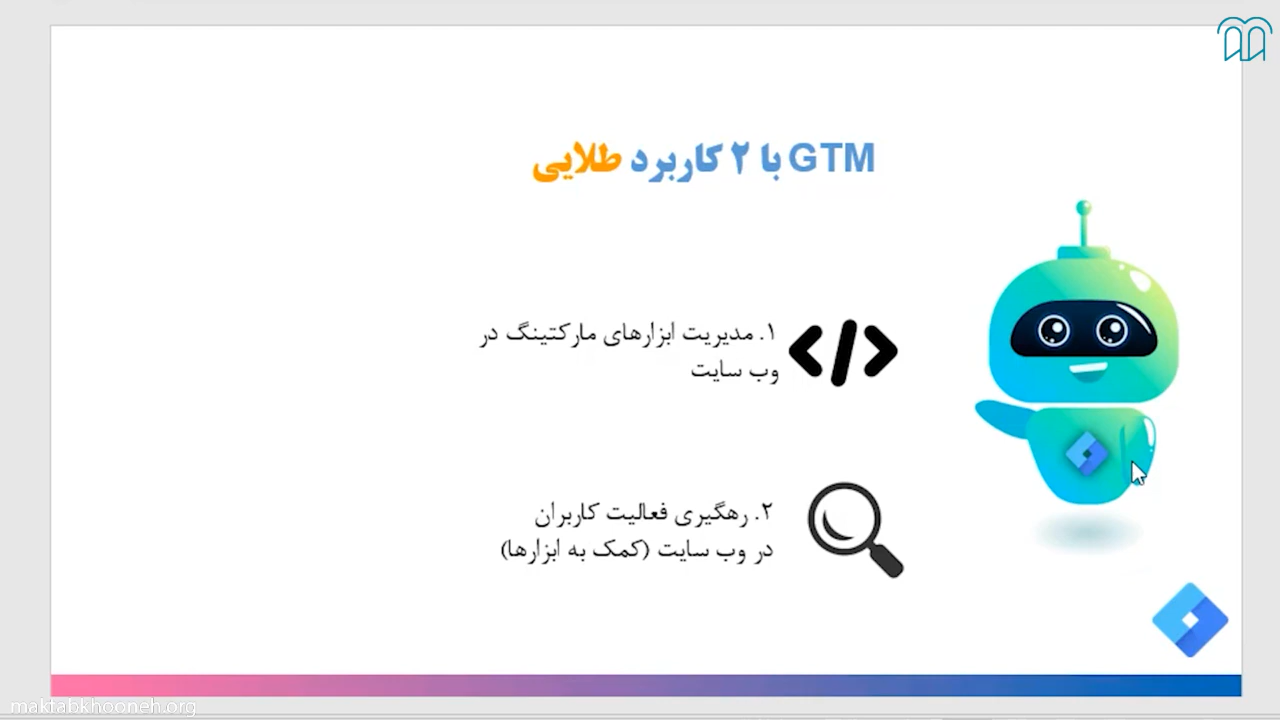 GTM با ۲ کاربرد طلایی
۱. مدیریت ابزارهای مارکتینگ در
وب سایت
۲. رهگیری فعالیت کاربران
در وب سایت (کمک به ابزارها)
maktabkhooneh.org